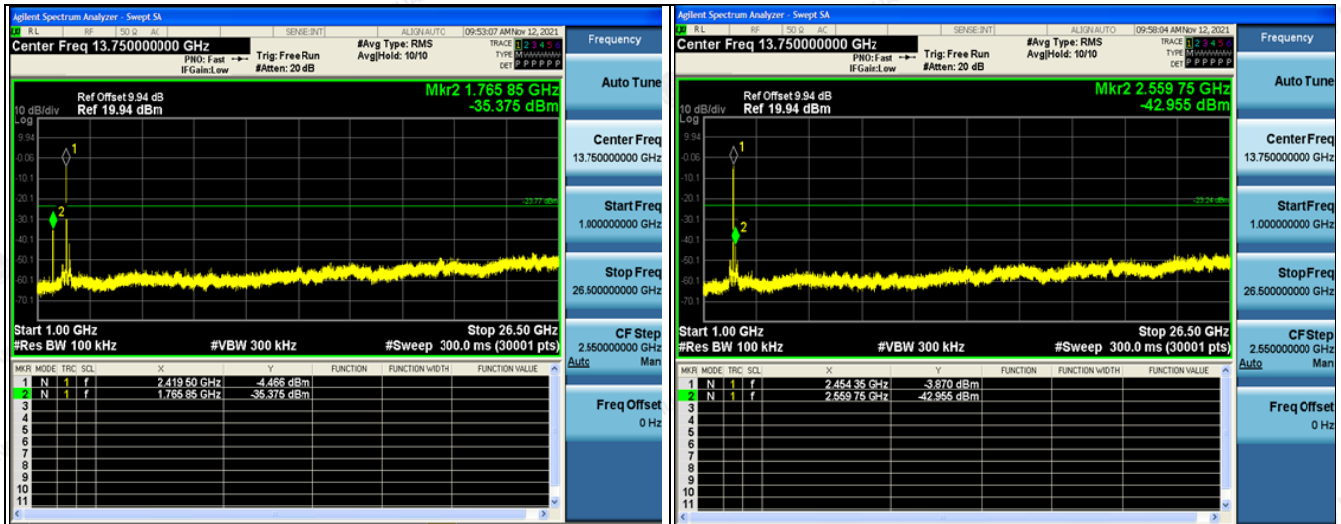 Agilent Spectrum Analyzer - Swept SA
RL RF 50 Ω AC SENSE:INT ALIGNAUTO 09:53:07 AM Nov 12, 2021
Center Freq 13.750000000 GHz
PNO: Fast
IFGain:Low
Trig: Free Run
#Atten: 20 dB
#Avg Type: RMS
Avg|Hold: 10/10
TRACE 1 2 3 4 5 6
TYPE M
DET P P P P P P
Mkr2 1.765 85 GHz
-35.375 dBm
Ref Offset 9.94 dB
10 dB/div Ref 19.94 dBm
Log
9.94
-0.06
-10.1
-20.1
-30.1
-40.1
-50.1
-60.1
-70.1
1
2
-23.77 dBm
Start 1.00 GHz Stop 26.50 GHz
#Res BW 100 kHz #VBW 300 kHz #Sweep 300.0 ms (30001 pts)
MKR MODE TRC SCL X Y FUNCTION FUNCTION WIDTH FUNCTION VALUE
1 N 1 f 2.419 50 GHz -4.466 dBm
2 N 1 f 1.765 85 GHz -35.375 dBm
3
4
5
6
7
8
9
10
11
Frequency
Auto Tune
Center Freq
13.750000000 GHz
Start Freq
1.000000000 GHz
Stop Freq
26.500000000 GHz
CF Step
2.550000000 GHz
Auto Man
Freq Offset
0 Hz
Agilent Spectrum Analyzer - Swept SA
RL RF 50 Ω AC SENSE:INT ALIGNAUTO 09:58:04 AM Nov 12, 2021
Center Freq 13.750000000 GHz
PNO: Fast
IFGain:Low
Trig: Free Run
#Atten: 20 dB
#Avg Type: RMS
Avg|Hold: 10/10
TRACE 1 2 3 4 5 6
TYPE M
DET P P P P P P
Mkr2 2.559 75 GHz
-42.955 dBm
Ref Offset 9.94 dB
10 dB/div Ref 19.94 dBm
Log
9.94
-0.06
-10.1
-20.1
-30.1
-40.1
-50.1
-60.1
-70.1
1
2
-23.24 dBm
Start 1.00 GHz Stop 26.50 GHz
#Res BW 100 kHz #VBW 300 kHz #Sweep 300.0 ms (30001 pts)
MKR MODE TRC SCL X Y FUNCTION FUNCTION WIDTH FUNCTION VALUE
1 N 1 f 2.454 35 GHz -3.870 dBm
2 N 1 f 2.559 75 GHz -42.955 dBm
3
4
5
6
7
8
9
10
11
Frequency
Auto Tune
Center Freq
13.750000000 GHz
Start Freq
1.000000000 GHz
Stop Freq
26.500000000 GHz
CF Step
2.550000000 GHz
Auto Man
Freq Offset
0 Hz